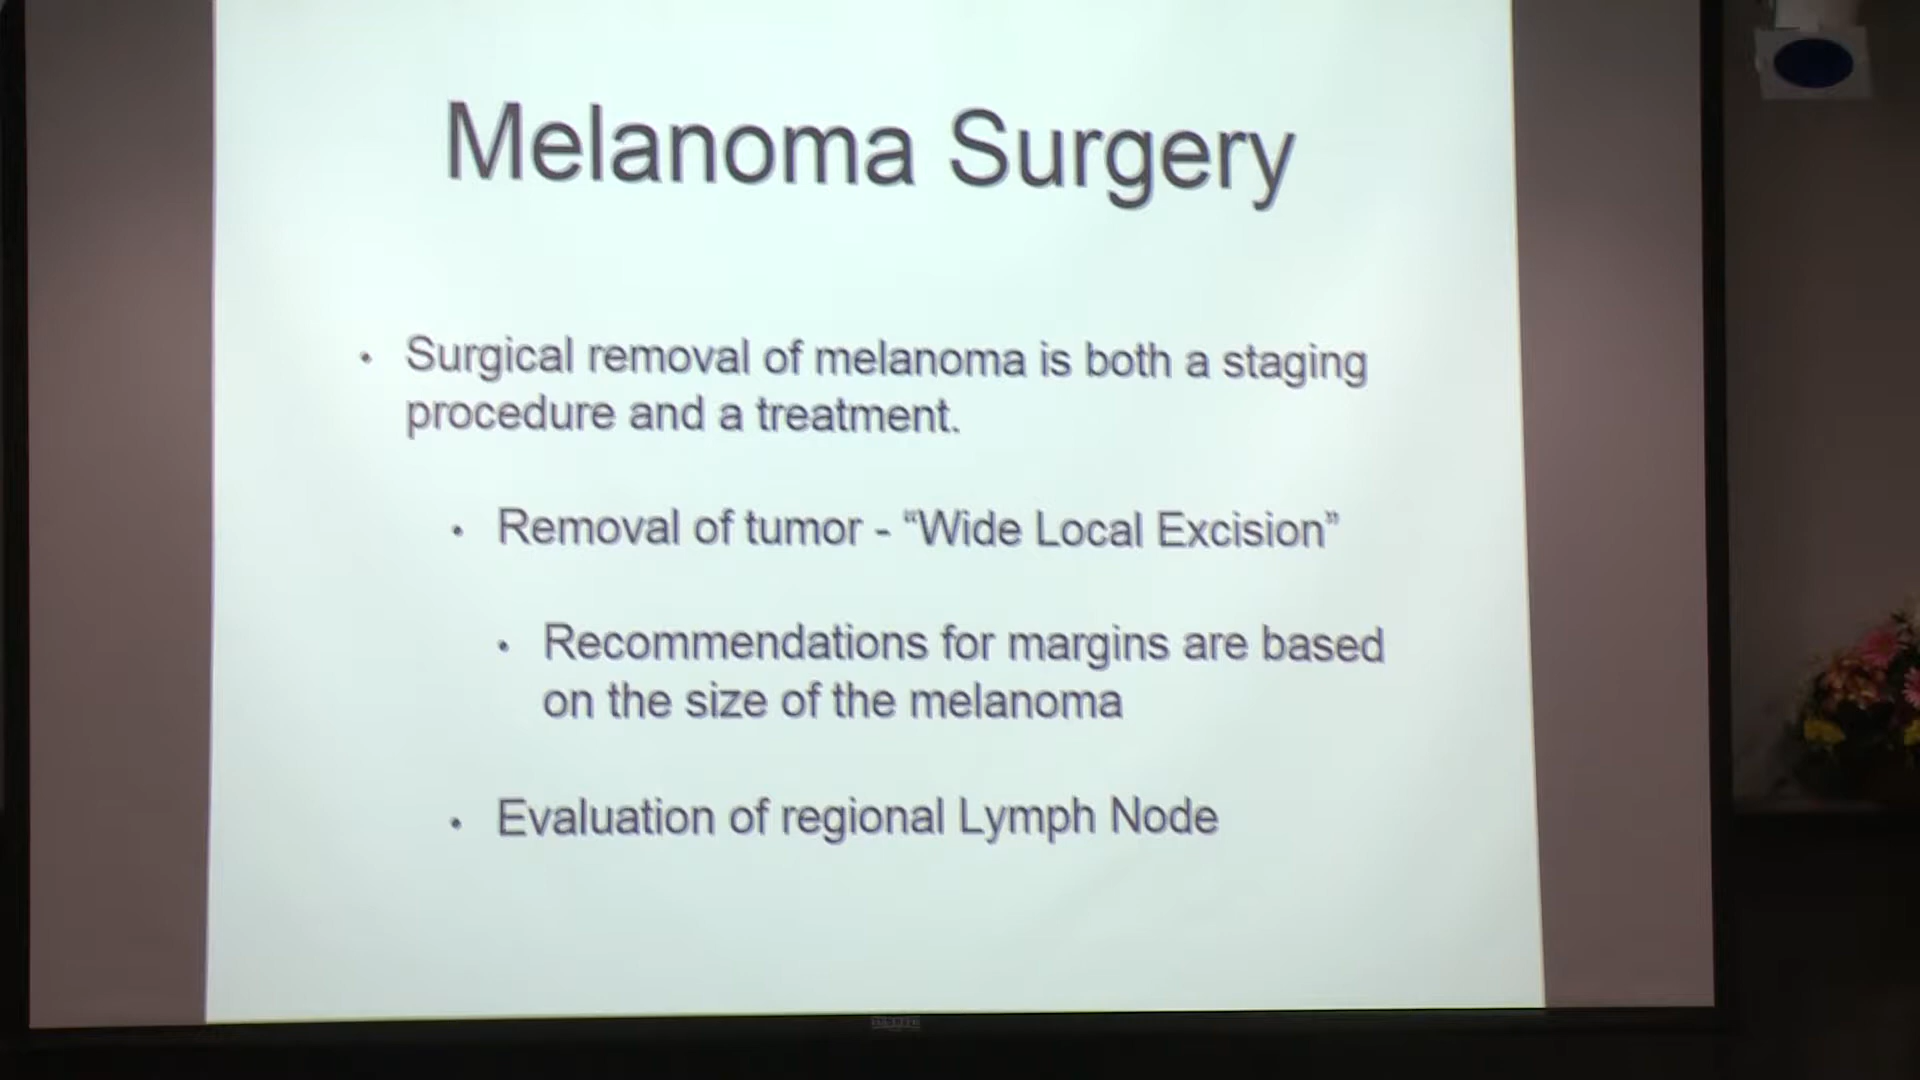 Melanoma Surgery
• Surgical removal of melanoma is both a staging
procedure and a treatment.
• Removal of tumor - “Wide Local Excision”
• Recommendations for margins are based
on the size of the melanoma
• Evaluation of regional Lymph Node